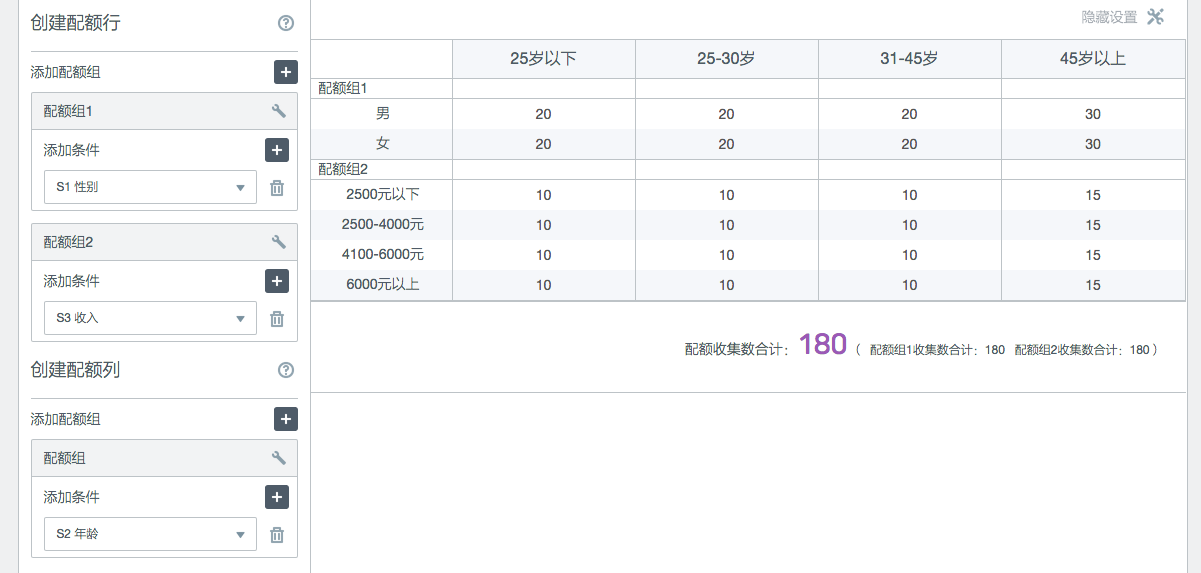 创建配额行
添加配额组
配额组1
添加条件
S1 性别
配额组2
添加条件
S3 收入
创建配额列
添加配额组
配额组
添加条件
S2 年龄
隐藏设置
25岁以下 25-30岁 31-45岁 45岁以上
配额组1
男 20 20 20 30
女 20 20 20 30
配额组2
2500元以下 10 10 10 15
2500-4000元 10 10 10 15
4100-6000元 10 10 10 15
6000元以上 10 10 10 15
配额收集数合计：180（ 配额组1收集数合计：180 配额组2收集数合计：180 ）